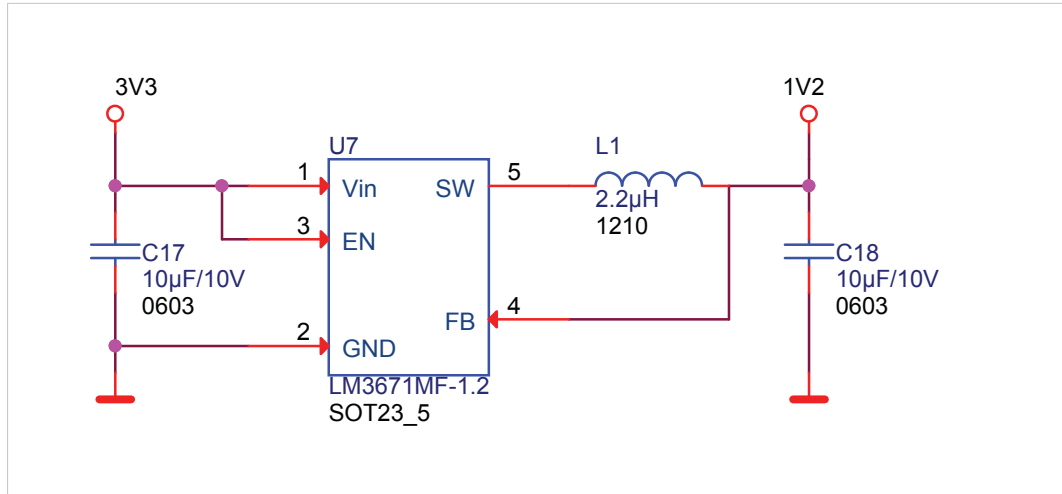 3V3
1V2
U7
L1
1
Vin
SW
5
2.2µH
1210
3
EN
C17
10µF/10V
0603
C18
10µF/10V
0603
4
FB
2
GND
LM3671MF-1.2
SOT23_5